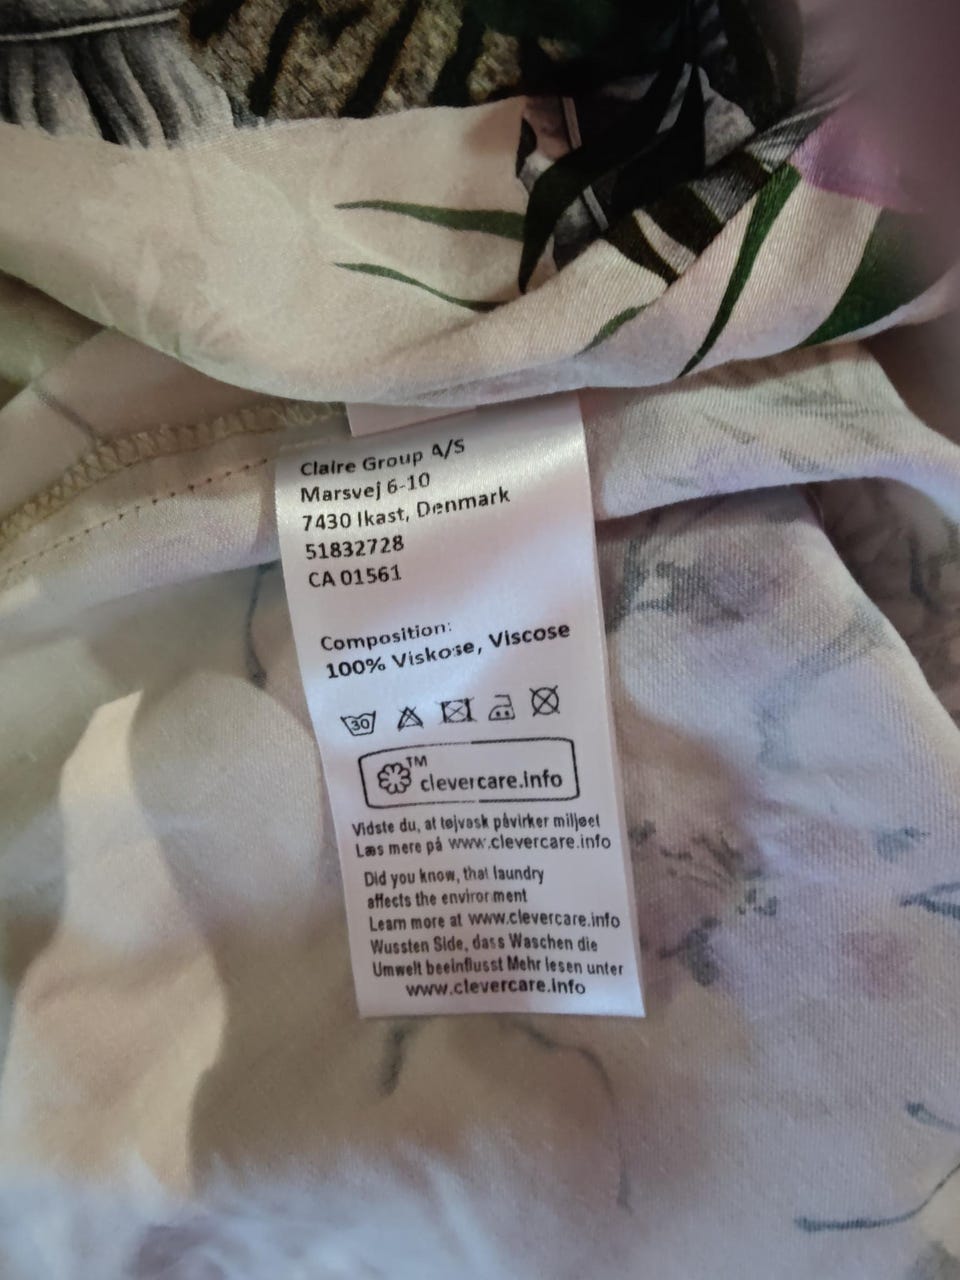 Claire Group A/S
Marsvej 6-10
7430 Ikast, Denmark
51832728
CA 01561
Composition:
100% Viskose, Viscose
30
TM
clevercare.info
Vidste du, at tøjvask påvirker miljøet
Læs mere på www.clevercare.info
Did you know, that laundry
affects the environment
Learn more at www.clevercare.info
Wussten Side, dass Waschen die
Umwelt beeinflusst Mehr lesen unter
www.clevercare.info